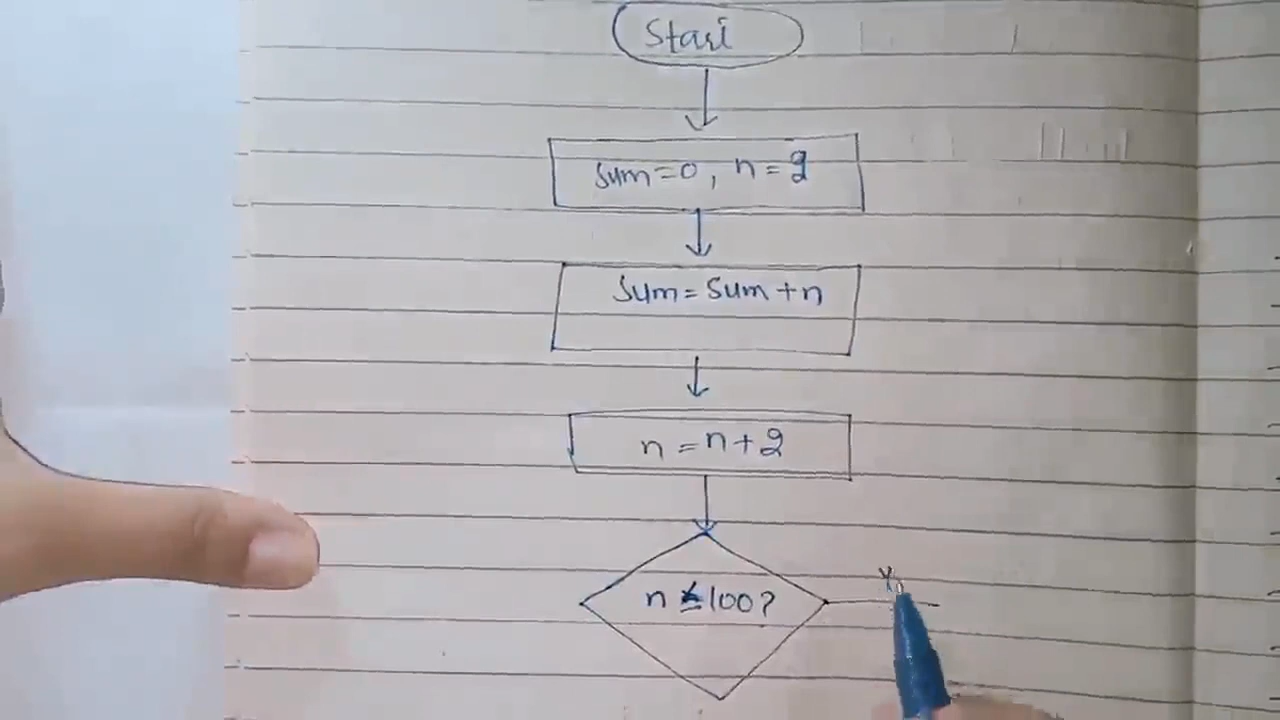 Start
Sum=0, n=2
Sum=Sum+n
n=n+2
n≤100?
Y